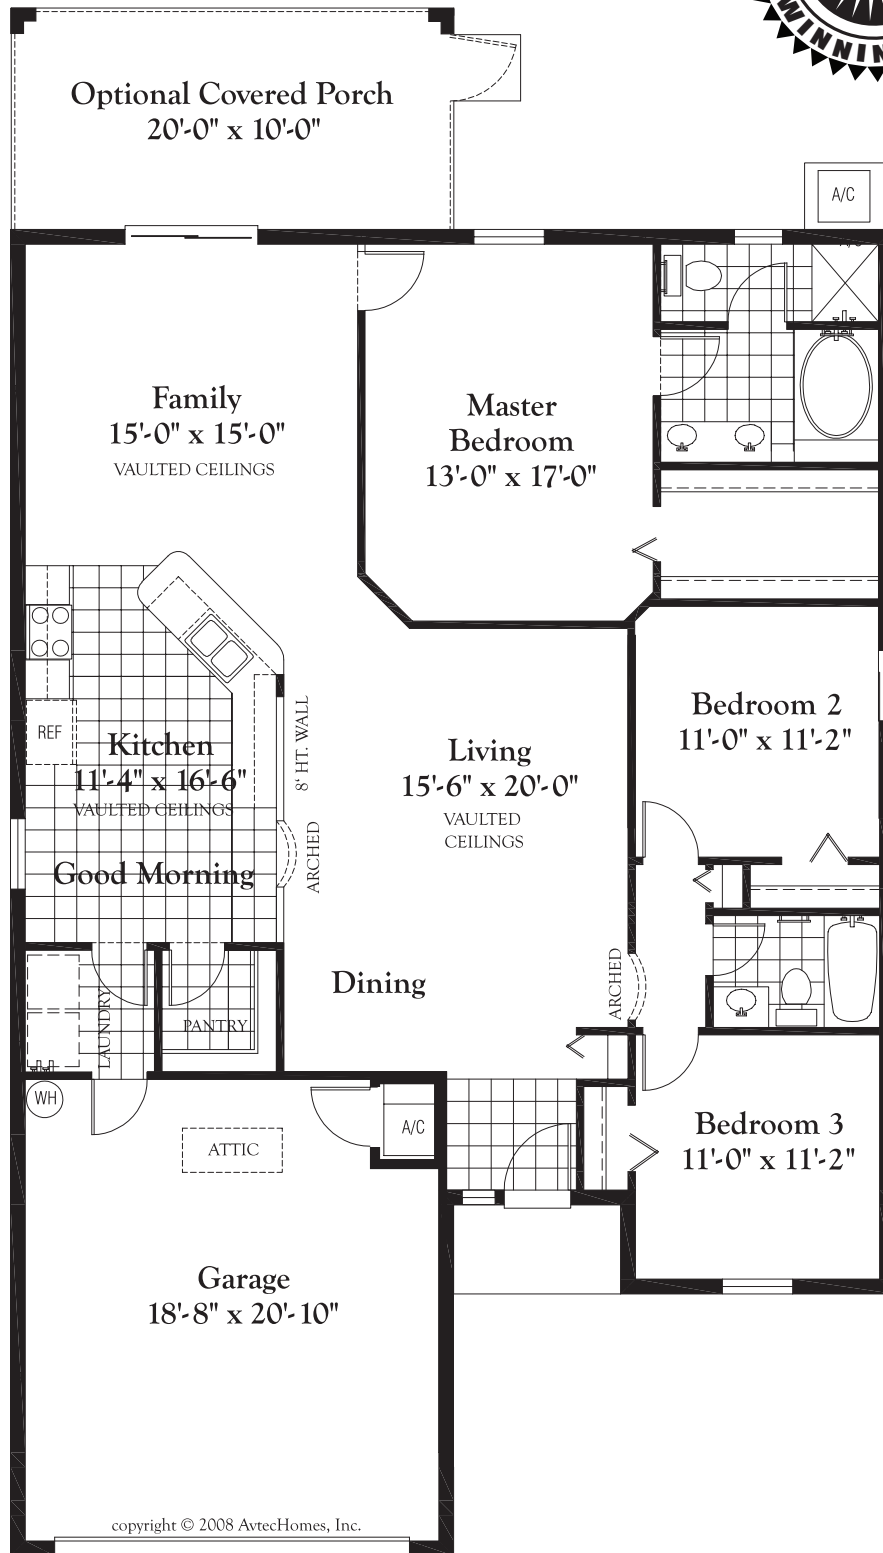 WINNIN
Optional Covered Porch
20'-0" x 10'-0"
A/C
Family
15'-0" x 15'-0"
VAULTED CEILINGS
Master
Bedroom
13'-0" x 17'-0"
REF
Kitchen
11'-4" x 16'-6"
VAULTED CEILINGS
Good Morning
8' HT. WALL
ARCHED
Living
15'-6" x 20'-0"
VAULTED
CEILINGS
Bedroom 2
11'-0" x 11'-2"
Dining
ARCHED
LAUNDRY
PANTRY
WH
ATTIC
A/C
Bedroom 3
11'-0" x 11'-2"
Garage
18'-8" x 20'-10"
copyright © 2008 AvtecHomes, Inc.